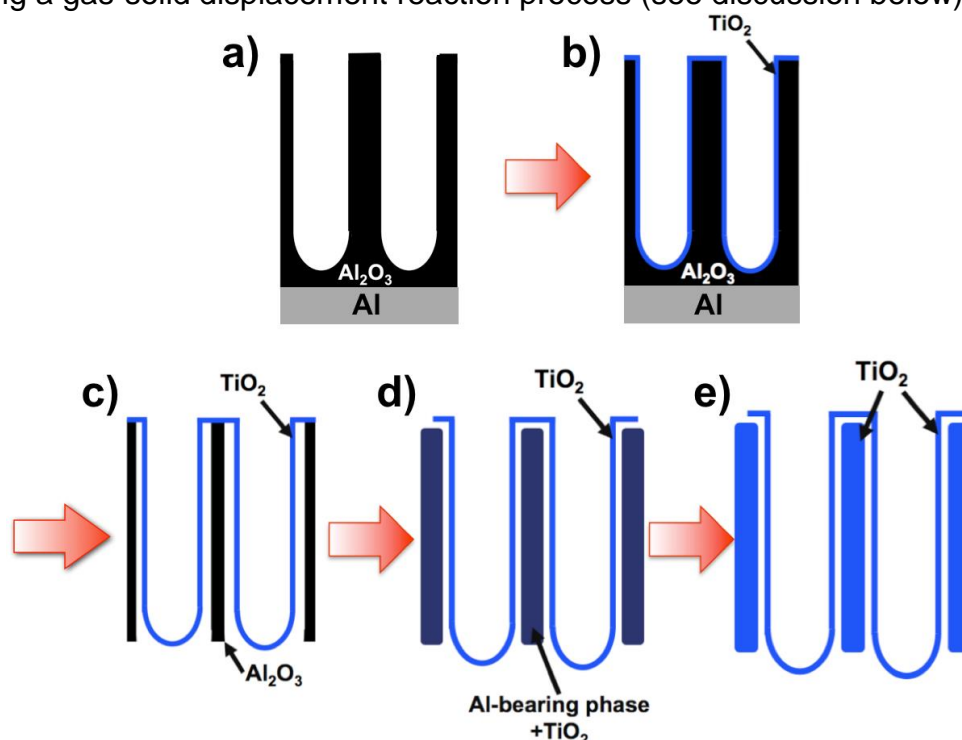 ng a gas-solid displacement reaction process (see discussion below)
a)
Al₂O₃
Al
b)
TiO₂
Al₂O₃
Al
c)
TiO₂
Al₂O₃
d)
TiO₂
Al-bearing phase
+TiO₂
e)
TiO₂